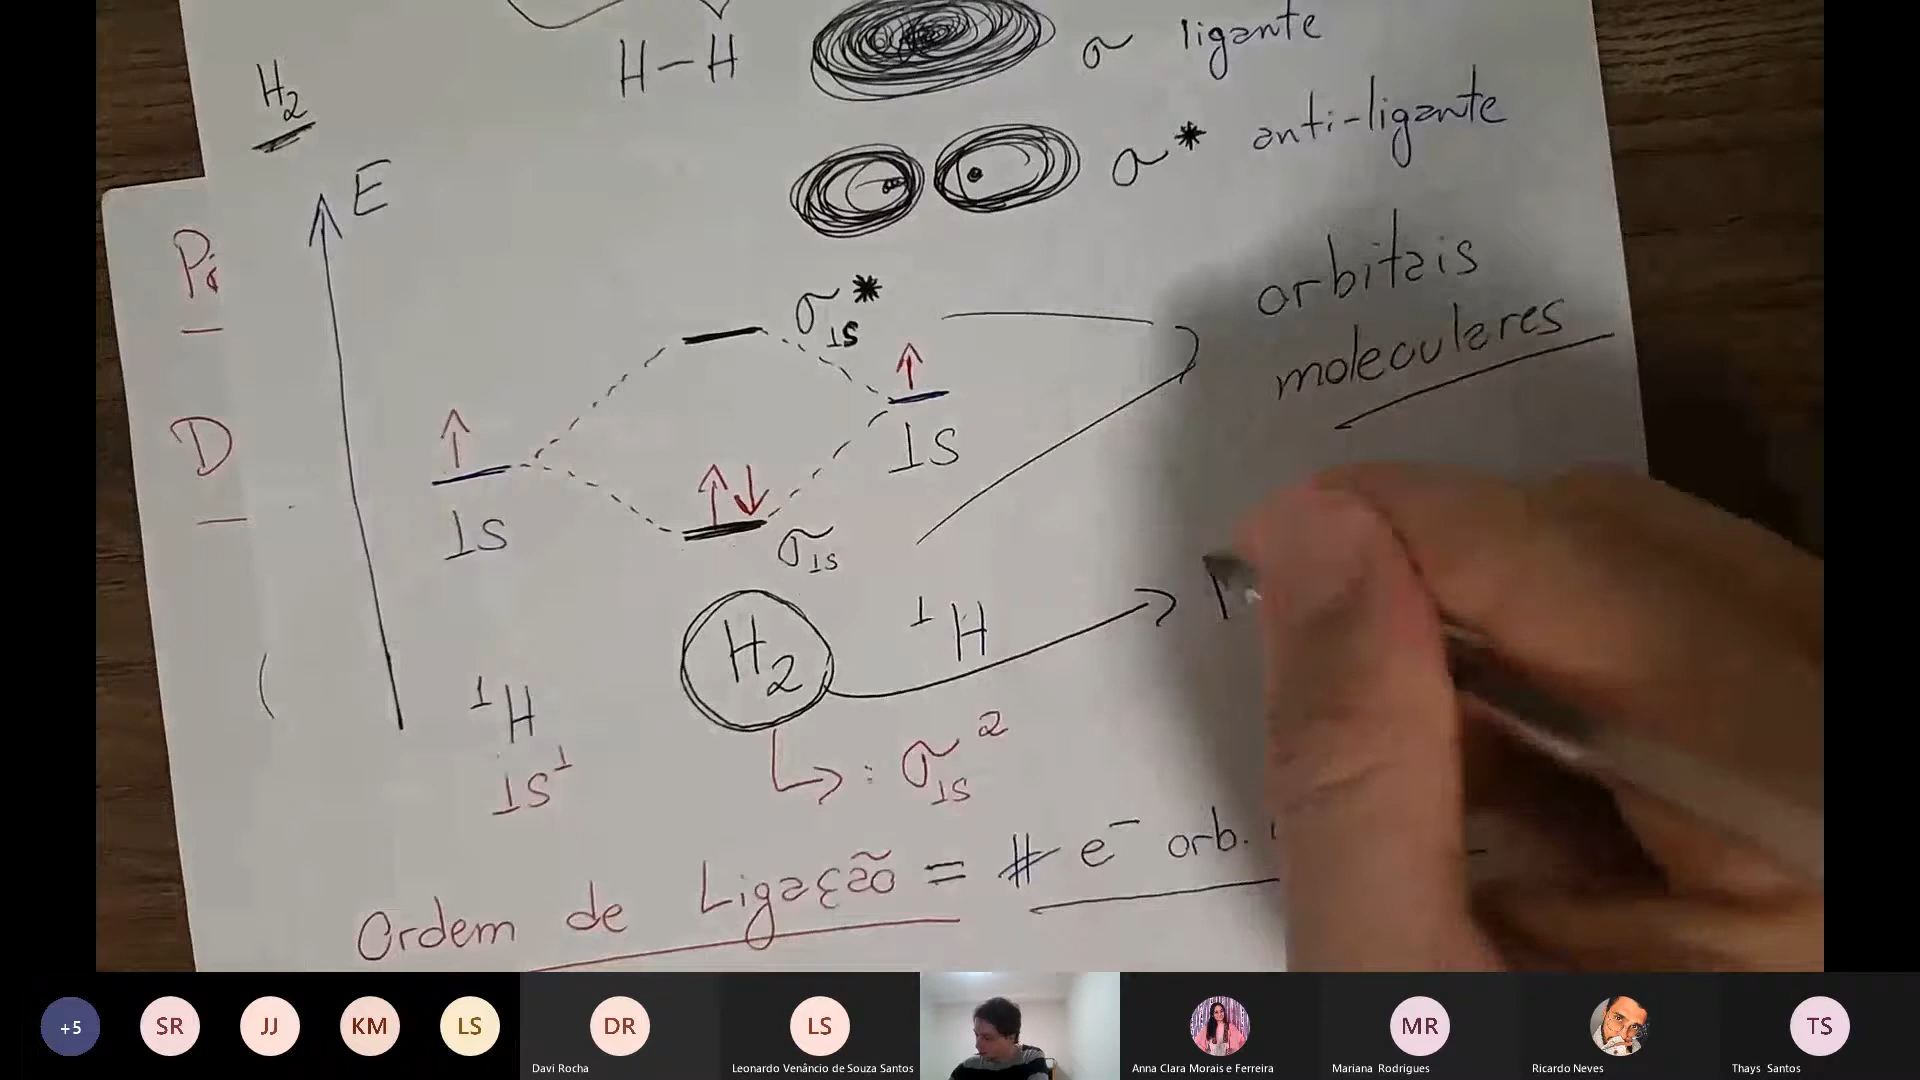 H-H
σ ligante
H₂
σ* anti-ligante
E
Pi
orbitais
moleculares
σ₁s*
D
1s
1s
σ₁s
H₂
¹H
¹H
1s¹
: σ₁s²
Ordem de Ligação = # e⁻ orb.
+5
SR
JJ
KM
LS
DR
Davi Rocha
LS
Leonardo Venâncio de Souza Santos
Anna Clara Morais e Ferreira
MR
Mariana Rodrigues
Ricardo Neves
TS
Thays Santos